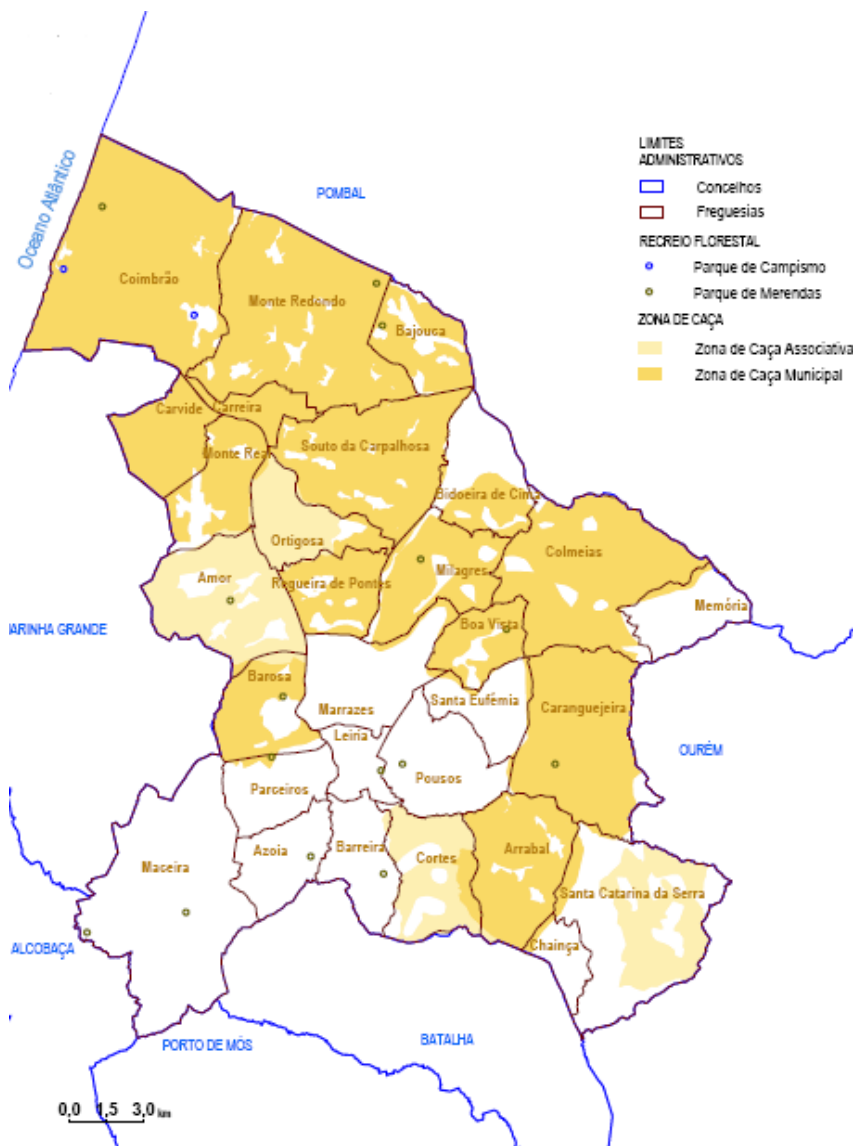 Oceano Atlântico
POMBAL
LIMITES
ADMINISTRATIVOS
Concelhos
Freguesias
RECREIO FLORESTAL
Parque de Campismo
Parque de Merendas
ZONA DE CAÇA
Zona de Caça Associativa
Zona de Caça Municipal
Coimbrão
Monte Redondo
Bajouca
Carvide
Carreira
Monte Real
Souto da Carpalhosa
Bidoeira de Cima
Ortigosa
Colmeias
Amor
Regueira de Pontes
Milagres
Memória
ARINHA GRANDE
Boa Vista
Barosa
Marrazes
Santa Eufêmia
Caranguejeira
Leiria
OURÉM
Parceiros
Pousos
Azoia
Barreira
Cortes
Arrabal
Maceira
Santa Catarina da Serra
ALCOBAÇA
Chainça
PORTO DE MÓS
BATALHA
0,0 1,5 3,0 km